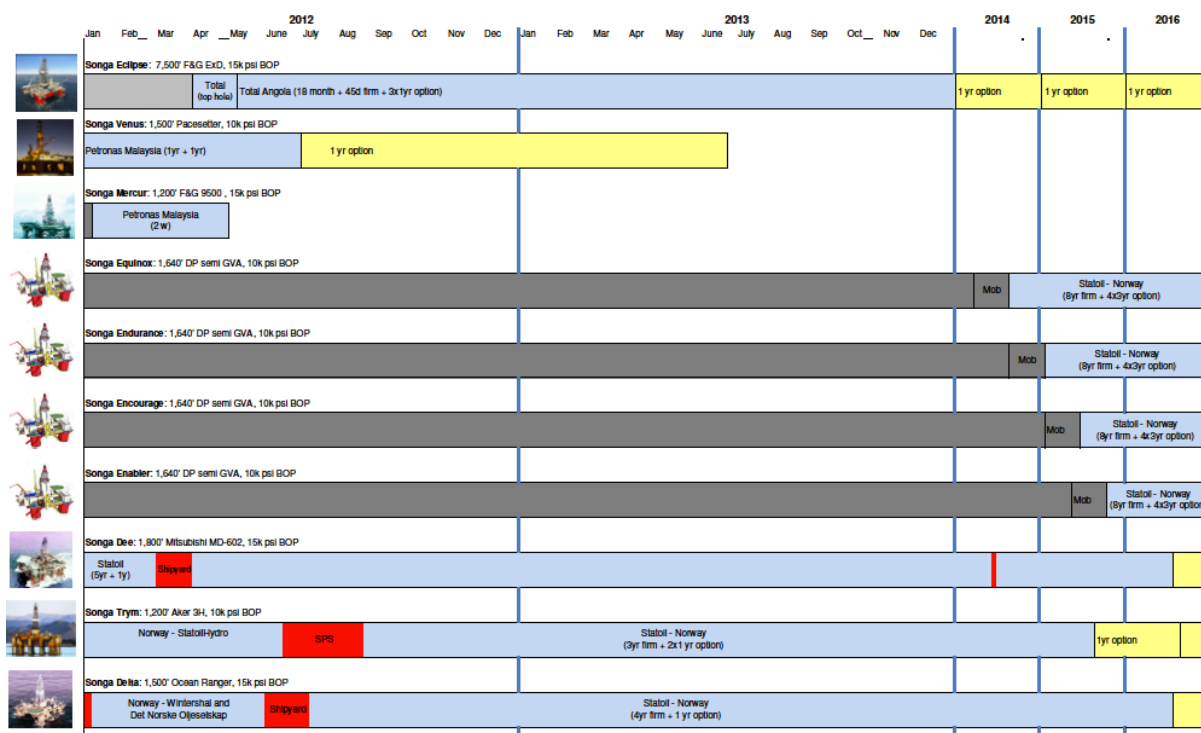 2012 2013 2014 2015 2016
Jan Feb Mar Apr May June July Aug Sep Oct Nov Dec Jan Feb Mar Apr May June July Aug Sep Oct Nov Dec
Songa Eclipse: 7,500' F&G ExD, 15k psi BOP
Total
(top hole)
Total Angola (18 month + 45d firm + 3x1yr option)
1 yr option
1 yr option
1 yr option
Songa Venus: 1,500' Pacesetter, 10k psi BOP
Petronas Malaysia (1yr + 1yr)
1 yr option
Songa Mercur: 1,200' F&G 9500 , 15k psi BOP
Petronas Malaysia
(2 w)
Songa Equinox: 1,640' DP semi GVA, 10k psi BOP
Mob
Statoil - Norway
(8yr firm + 4x3yr option)
Songa Endurance: 1,640' DP semi GVA, 10k psi BOP
Mob
Statoil - Norway
(8yr firm + 4x3yr option)
Songa Encourage: 1,640' DP semi GVA, 10k psi BOP
Mob
Statoil - Norway
(8yr firm + 4x3yr option)
Songa Enabler: 1,640' DP semi GVA, 10k psi BOP
Mob
Statoil - Norway
(8yr firm + 4x3yr option
Songa Dee: 1,800' Mitsubishi MD-602, 15k psi BOP
Statoil
(5yr + 1y)
Shipyard
Songa Trym: 1,200' Aker 3H, 10k psi BOP
Norway - StatoilHydro
SPS
Statoil - Norway
(3yr firm + 2x1 yr option)
1yr option
Songa Delta: 1,500' Ocean Ranger, 15k psi BOP
Norway - Wintershal and
Det Norske Oljeselskap
Shipyard
Statoil - Norway
(4yr firm + 1 yr option)